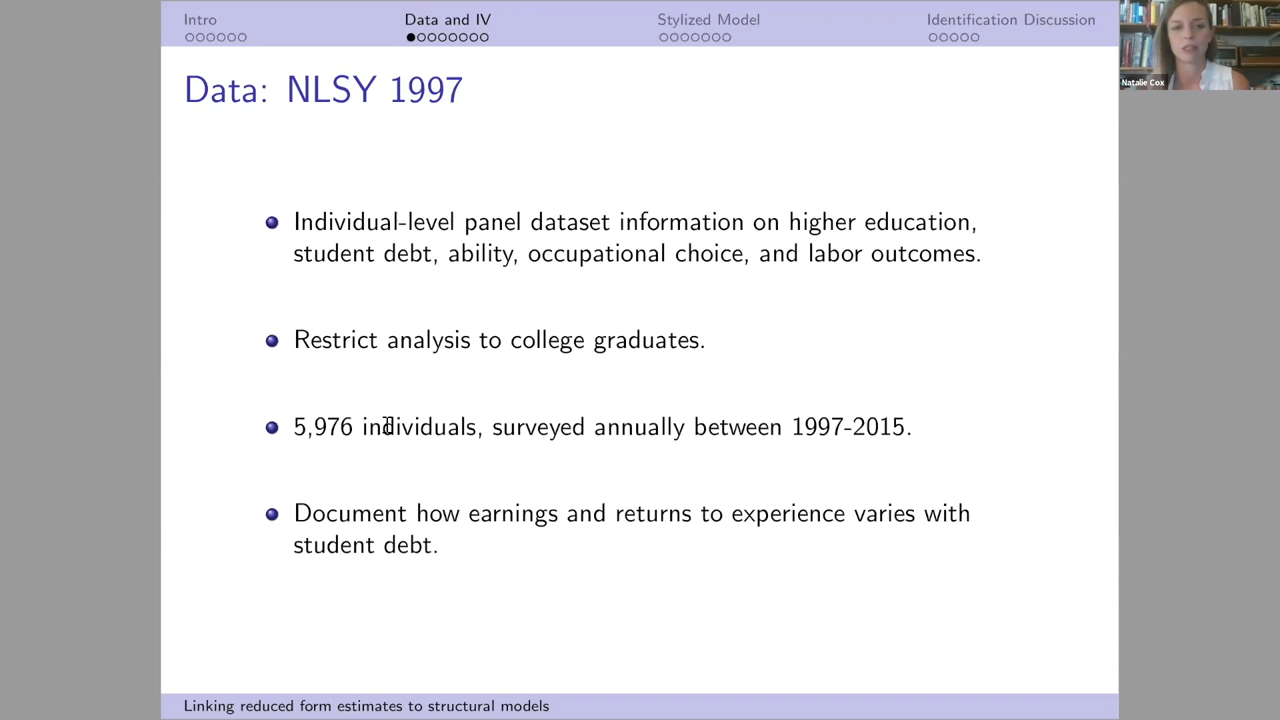 Intro
Data and IV
Stylized Model
Identification Discussion
Natalie Cox
Data: NLSY 1997
Individual-level panel dataset information on higher education,
student debt, ability, occupational choice, and labor outcomes.
Restrict analysis to college graduates.
5,976 individuals, surveyed annually between 1997-2015.
Document how earnings and returns to experience varies with
student debt.
Linking reduced form estimates to structural models